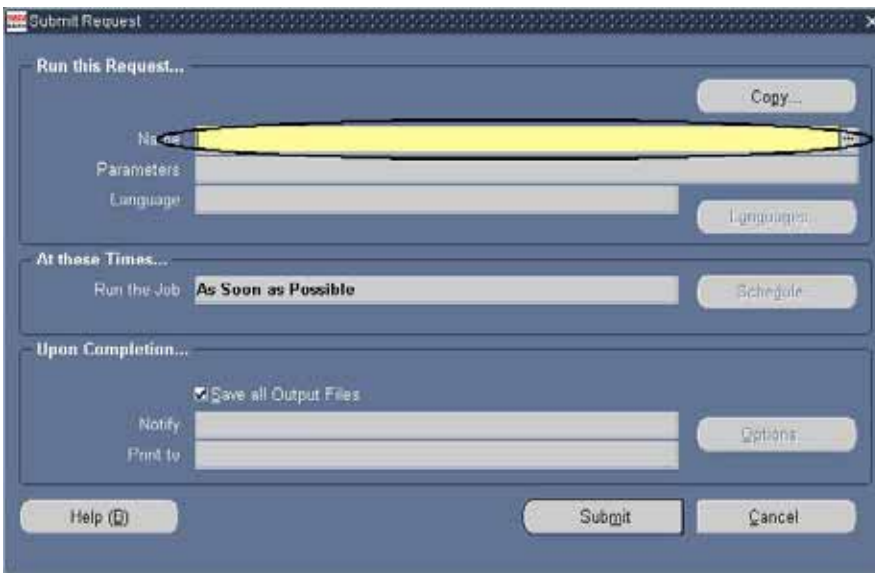 Submit Request
Run this Request...
Copy...
Name
Parameters
Language
Languages...
At these Times...
Run the Job As Soon as Possible
Schedule...
Upon Completion...
Save all Output Files
Notify
Options...
Print to
Help (B)
Submit
Cancel